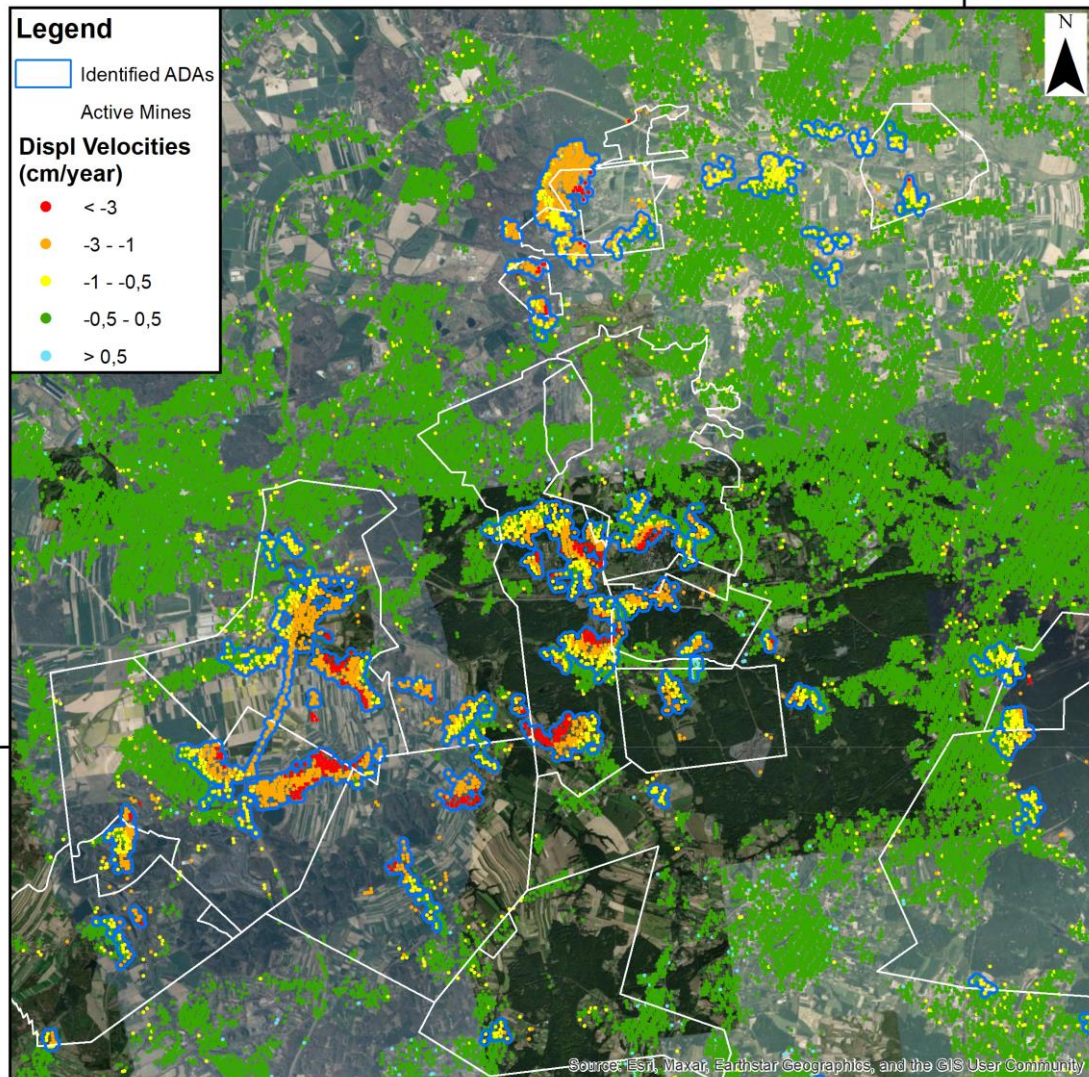 Legend
Identified ADAs
Active Mines
Displ Velocities
(cm/year)
< -3
-3 - -1
-1 - -0,5
-0,5 - 0,5
> 0,5
N
Source: Esri, Maxar, Earthstar Geographics, and the GIS User Community